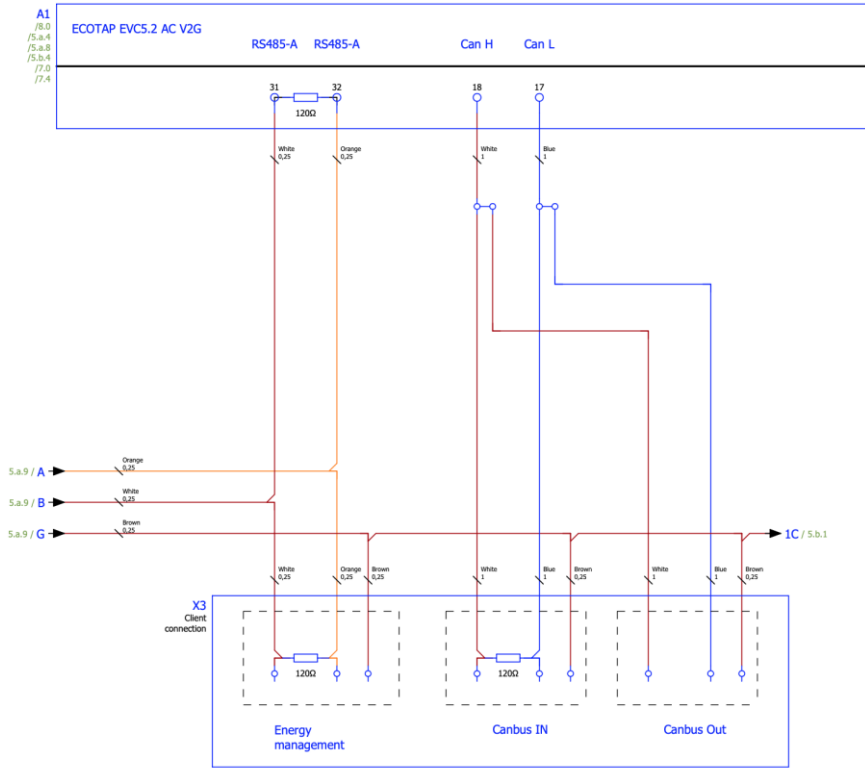 A1
/8.0
/5.a.4
/5.a.8
/5.b.4
/7.0
/7.4
ECOTAP EVC5.2 AC V2G
RS485-A RS485-A Can H Can L
31 32 18 17
120Ω
White
0,25
Orange
0,25
White
1
Blue
1
5.a.9 / A
Orange
0,25
5.a.9 / B
White
0,25
5.a.9 / G
Brown
0,25
1C / 5.b.1
White
0,25
Orange
0,25
Brown
0,25
White
1
Blue
1
Brown
0,25
White
1
Blue
1
Brown
0,25
X3
Client
connection
120Ω 120Ω
Energy
management
Canbus IN
Canbus Out